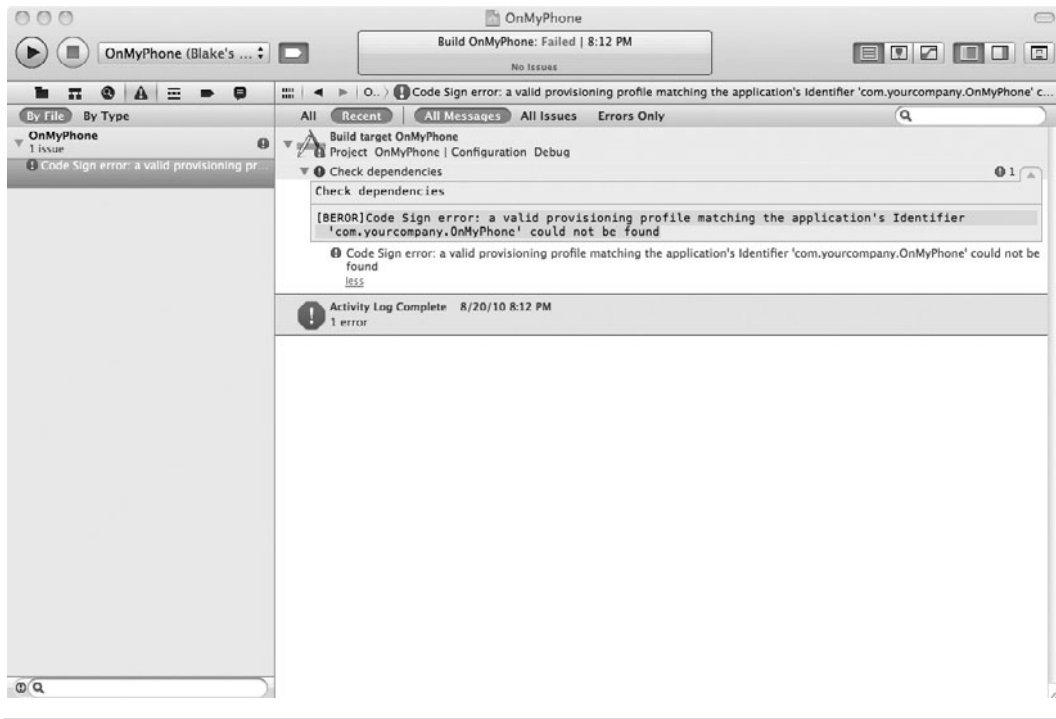 OnMyPhone
OnMyPhone (Blake's ...
Build OnMyPhone: Failed | 8:12 PM
No Issues
O.. Code Sign error: a valid provisioning profile matching the application's Identifier 'com.yourcompany.OnMyPhone' c...
By File By Type
All Recent All Messages All Issues Errors Only
OnMyPhone
1 issue
Code Sign error: a valid provisioning pr...
Build target OnMyPhone
Project OnMyPhone | Configuration Debug
Check dependencies 1
Check dependencies
[BEROR]Code Sign error: a valid provisioning profile matching the application's Identifier
'com.yourcompany.OnMyPhone' could not be found
Code Sign error: a valid provisioning profile matching the application's Identifier 'com.yourcompany.OnMyPhone' could not be
found
less
Activity Log Complete 8/20/10 8:12 PM
1 error